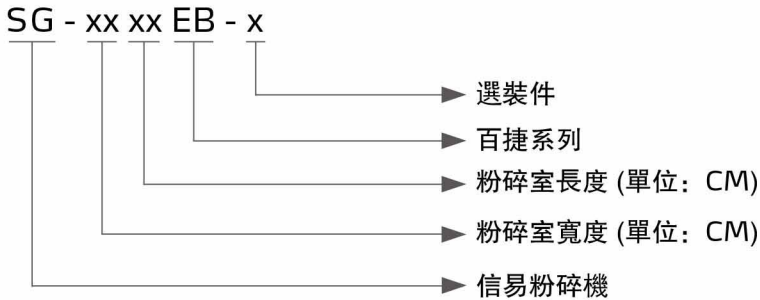 SG - xx xx EB - x
選裝件
百捷系列
粉碎室長度 (單位：CM)
粉碎室寬度 (單位：CM)
信易粉碎機